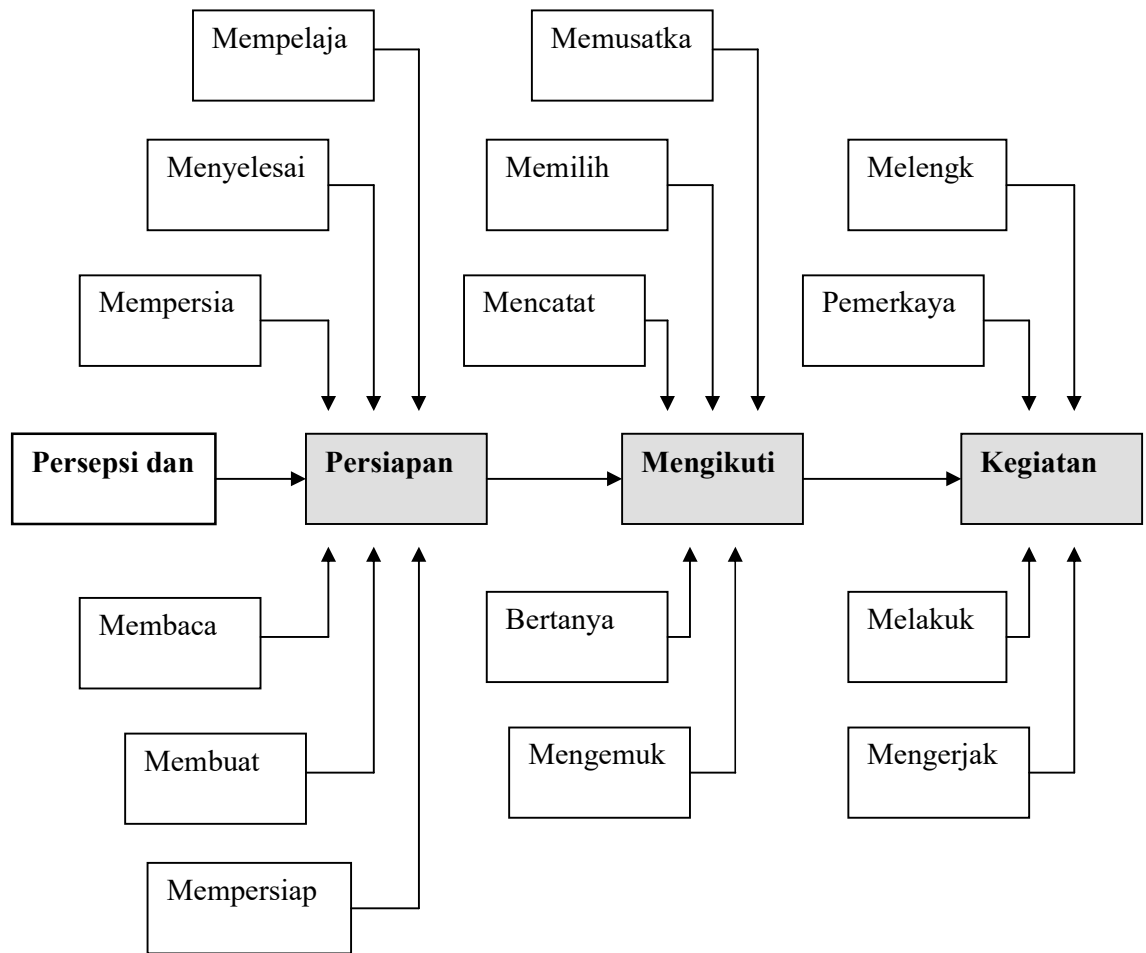 Mempelaja
Memusatka
Menyelesai
Memilih
Melengk
Mempersia
Mencatat
Pemerkaya
Persepsi dan
Persiapan
Mengikuti
Kegiatan
Membaca
Bertanya
Melakuk
Membuat
Mengemuk
Mengerjak
Mempersiap